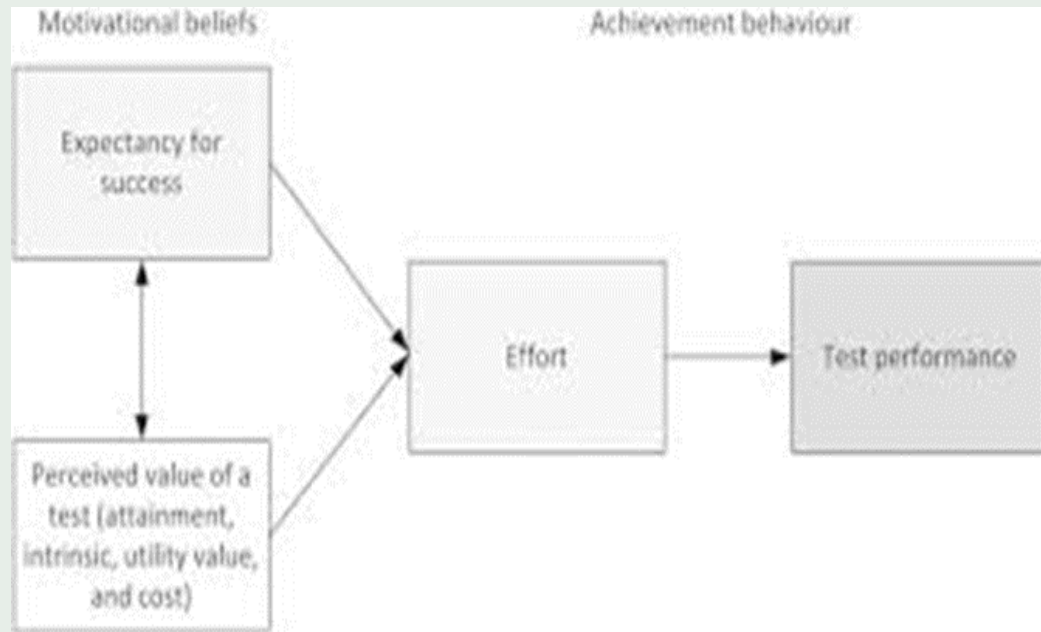 Motivational beliefs
Achievement behaviour
Expectancy for
success
Effort
Test performance
Perceived value of a
test (attainment,
intrinsic, utility value,
and cost)